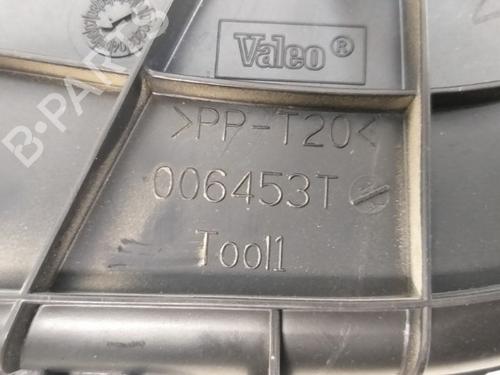 Valeo®
>PP-T20<
006453T
Tool1
B-PARTS